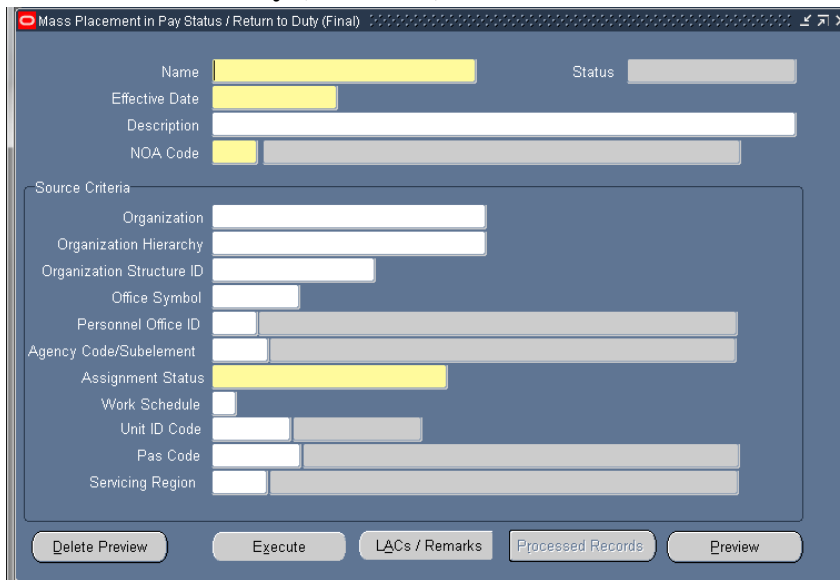 Mass Placement in Pay Status / Return to Duty (Final)
Name
Status
Effective Date
Description
NOA Code
Source Criteria
Organization
Organization Hierarchy
Organization Structure ID
Office Symbol
Personnel Office ID
Agency Code/Subelement
Assignment Status
Work Schedule
Unit ID Code
Pas Code
Servicing Region
Delete Preview
Execute
LACs / Remarks
Processed Records
Preview